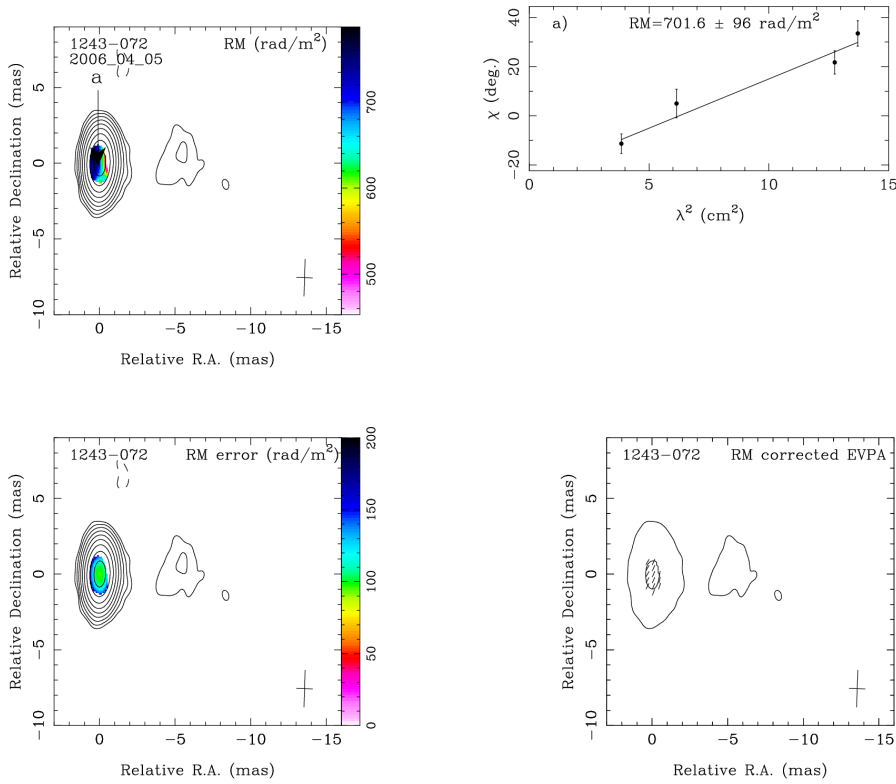 1243−072 RM (rad/m²)
2006_04_05
a
5
0
−5
−10
Relative Declination (mas)
0 −5 −10 −15
Relative R.A. (mas)
700
600
500
a) RM=701.6 ± 96 rad/m²
40
20
0
−20
χ (deg.)
0 5 10 15
λ² (cm²)
1243−072 RM error (rad/m²)
5
0
−5
−10
Relative Declination (mas)
0 −5 −10 −15
Relative R.A. (mas)
200
150
100
50
0
1243−072 RM corrected EVPA
5
0
−5
−10
Relative Declination (mas)
0 −5 −10 −15
Relative R.A. (mas)